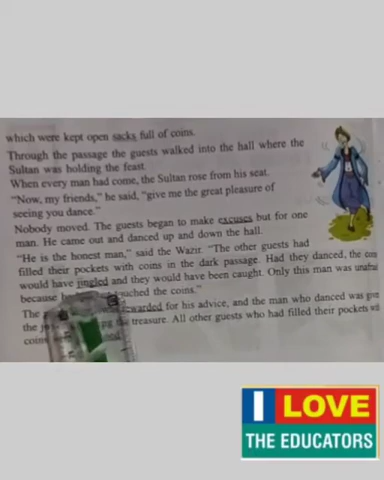 which were kept open sacks full of coins.
Through the passage the guests walked into the hall where the
Sultan was holding the feast.
When every man had come, the Sultan rose from his seat.
"Now, my friends," he said, "give me the great pleasure of
seeing you dance."
Nobody moved. The guests began to make excuses but for one
man. He came out and danced up and down the hall.
"He is the honest man," said the Wazir. "The other guests had
filled their pockets with coins in the dark passage. Had they danced, the
would have jingled and they would have been caught. Only this man was
because touched the coins."
The for his advice, and the man who danced was
the treasure. All other guests who had filled their pockets
coins
I LOVE
THE EDUCATORS